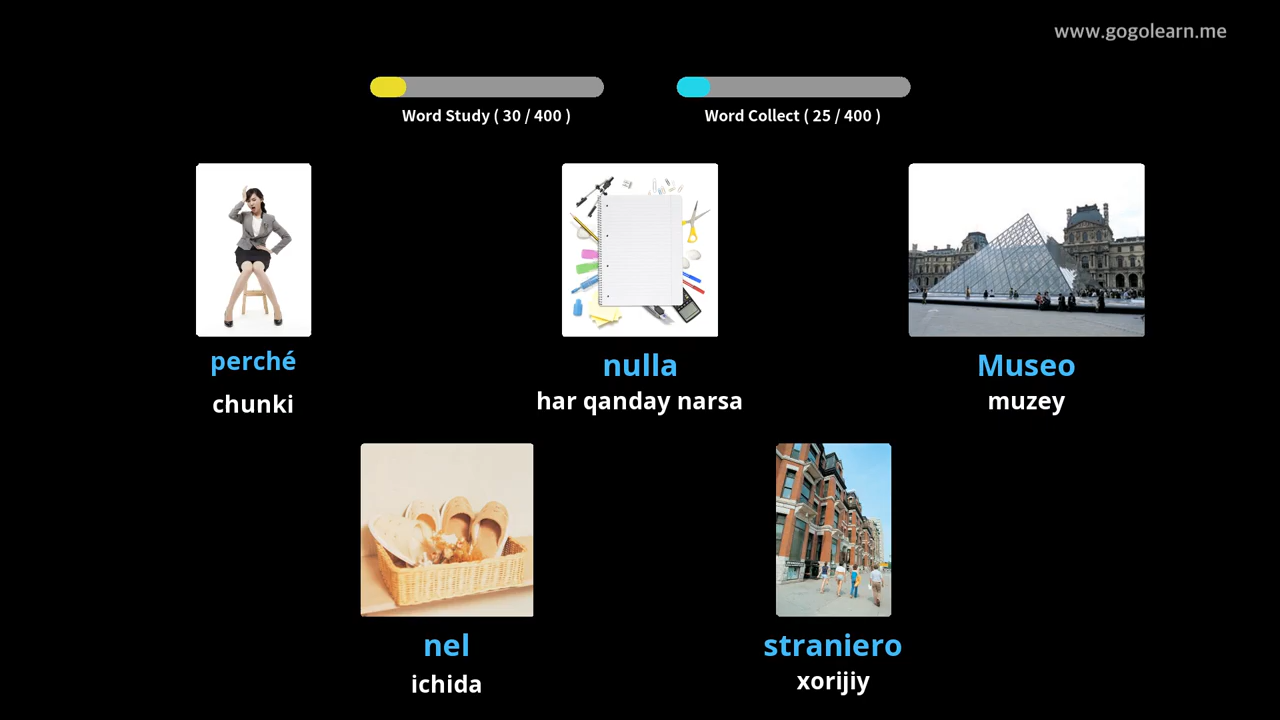 www.gogolearn.me
Word Study ( 30 / 400 )
Word Collect ( 25 / 400 )
perché
chunki
nulla
har qanday narsa
Museo
muzey
nel
ichida
straniero
xorijiy